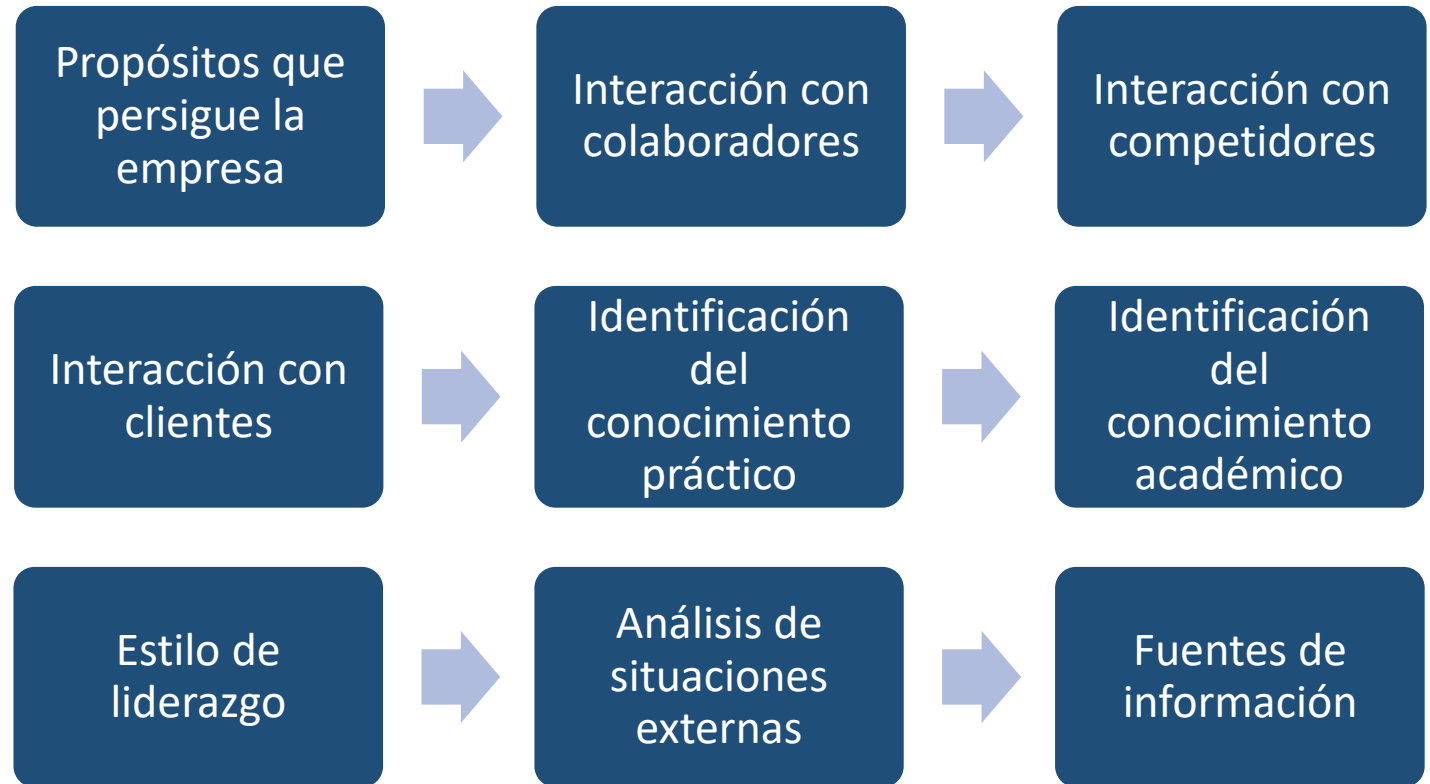 Propósitos que
persigue la
empresa
Interacción con
colaboradores
Interacción con
competidores
Interacción con
clientes
Identificación
del
conocimiento
práctico
Identificación
del
conocimiento
académico
Estilo de
liderazgo
Análisis de
situaciones
externas
Fuentes de
información